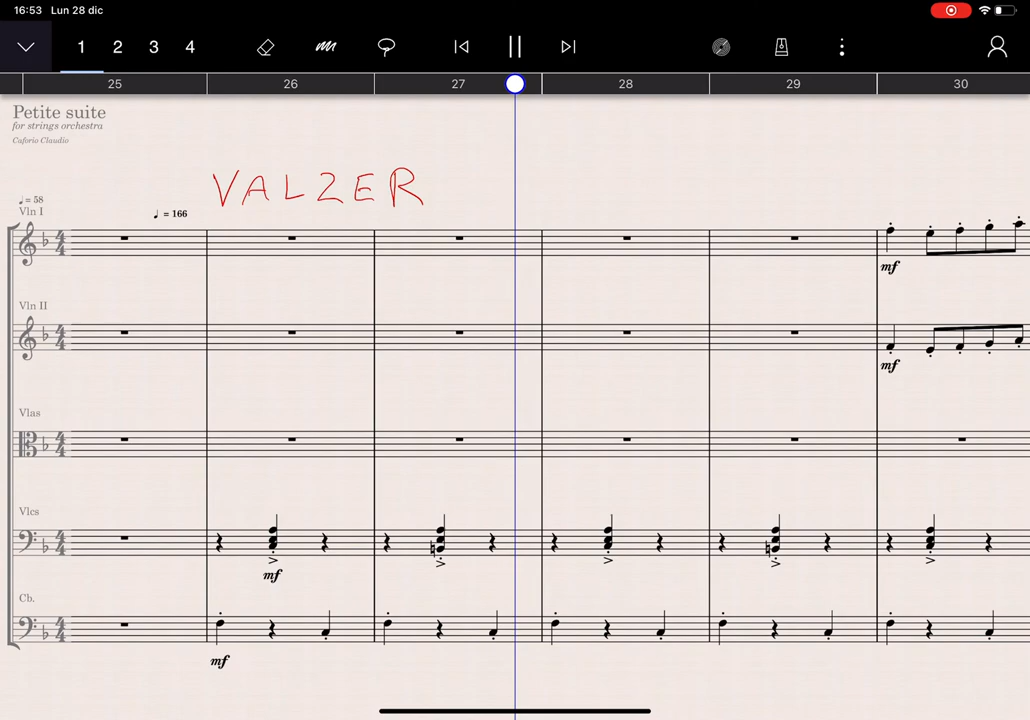 16:53 Lun 28 dic
1 2 3 4
25 26 27 28 29 30
Petite suite
for strings orchestra
Caforio Claudio
VALZER
♩ = 58
Vln I
♩ = 166
mf
Vln II
mf
Vlas
Vlcs
mf
Cb.
mf